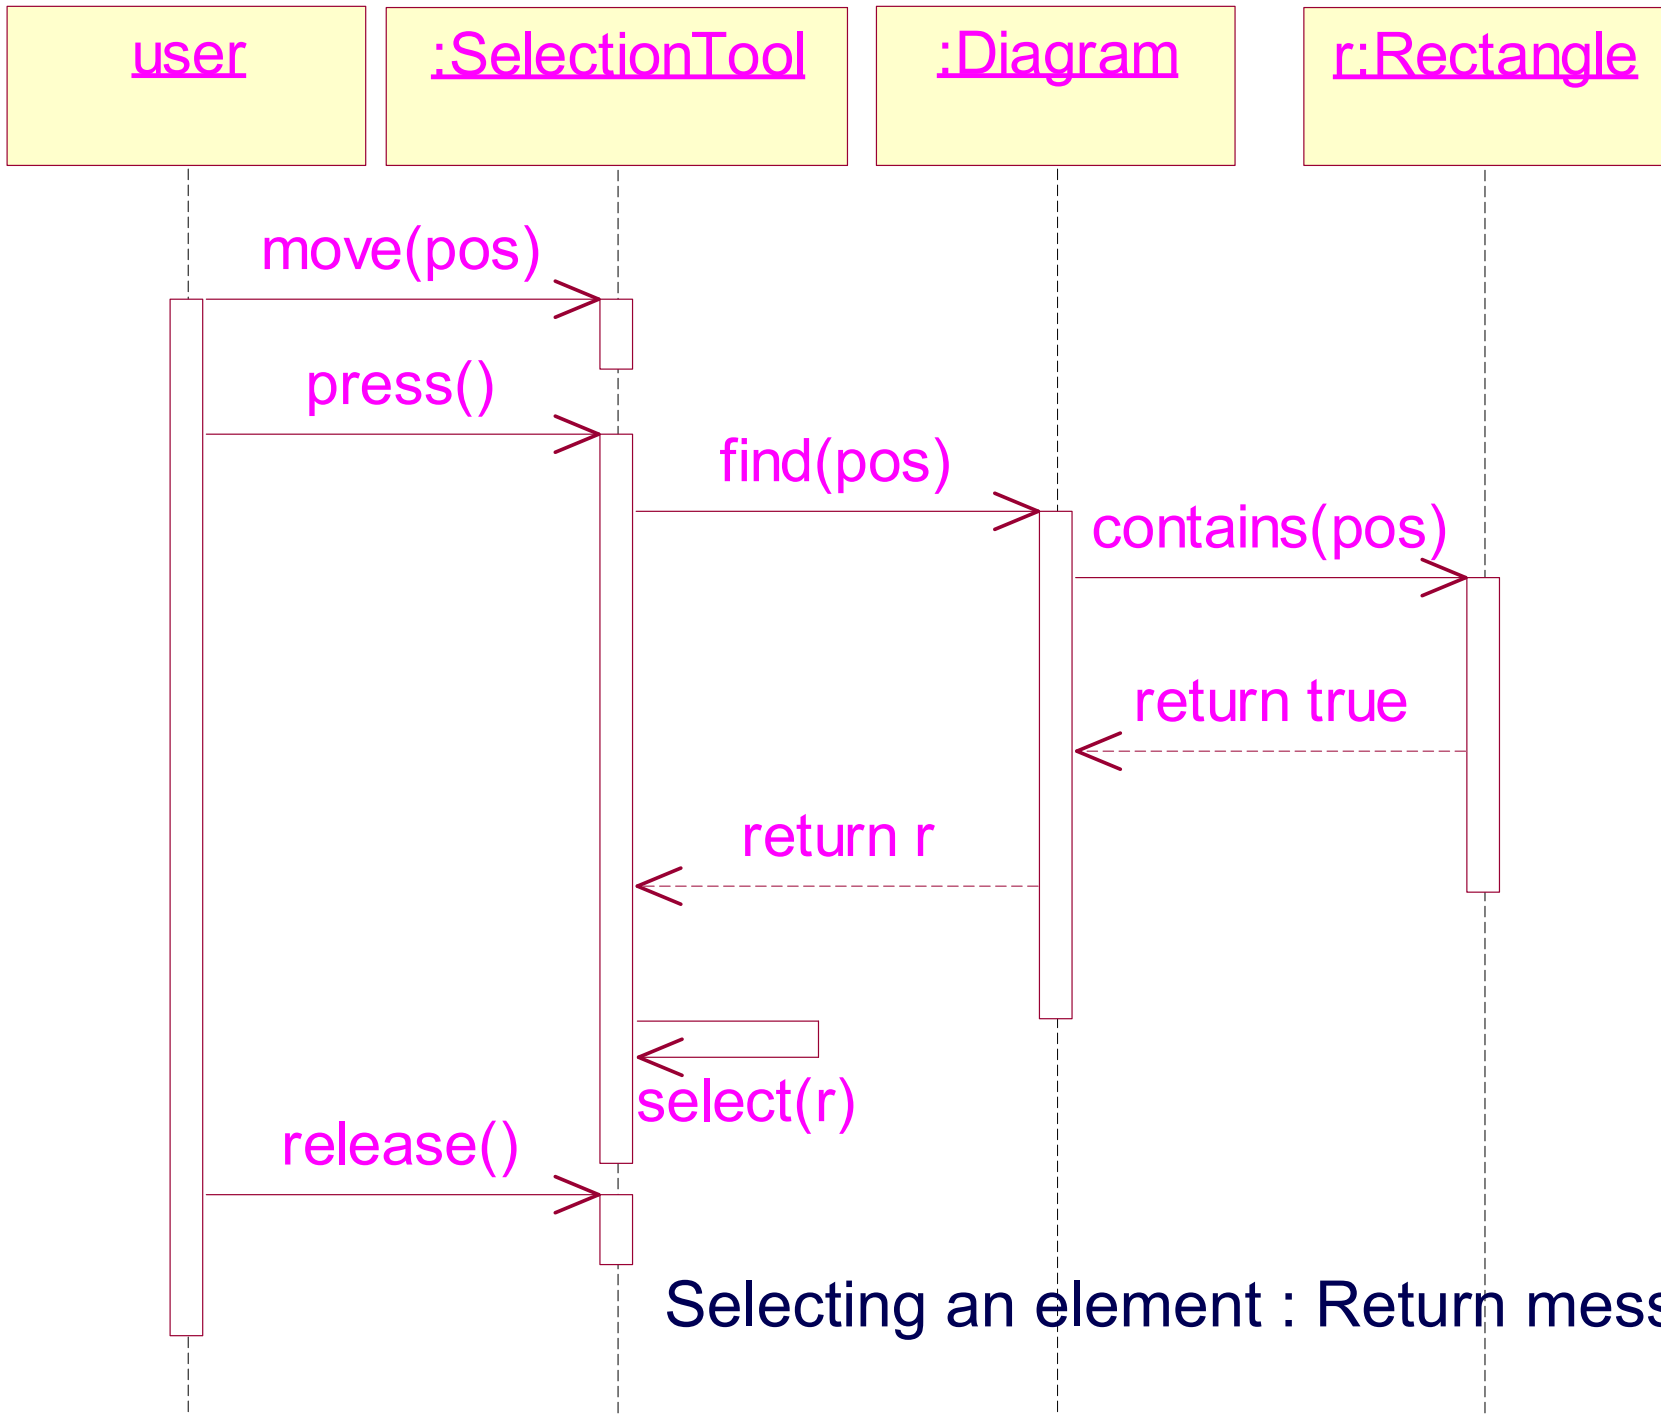 user
:SelectionTool
:Diagram
r:Rectangle
move(pos)
press()
find(pos)
contains(pos)
return true
return r
select(r)
release()
Selecting an element : Return